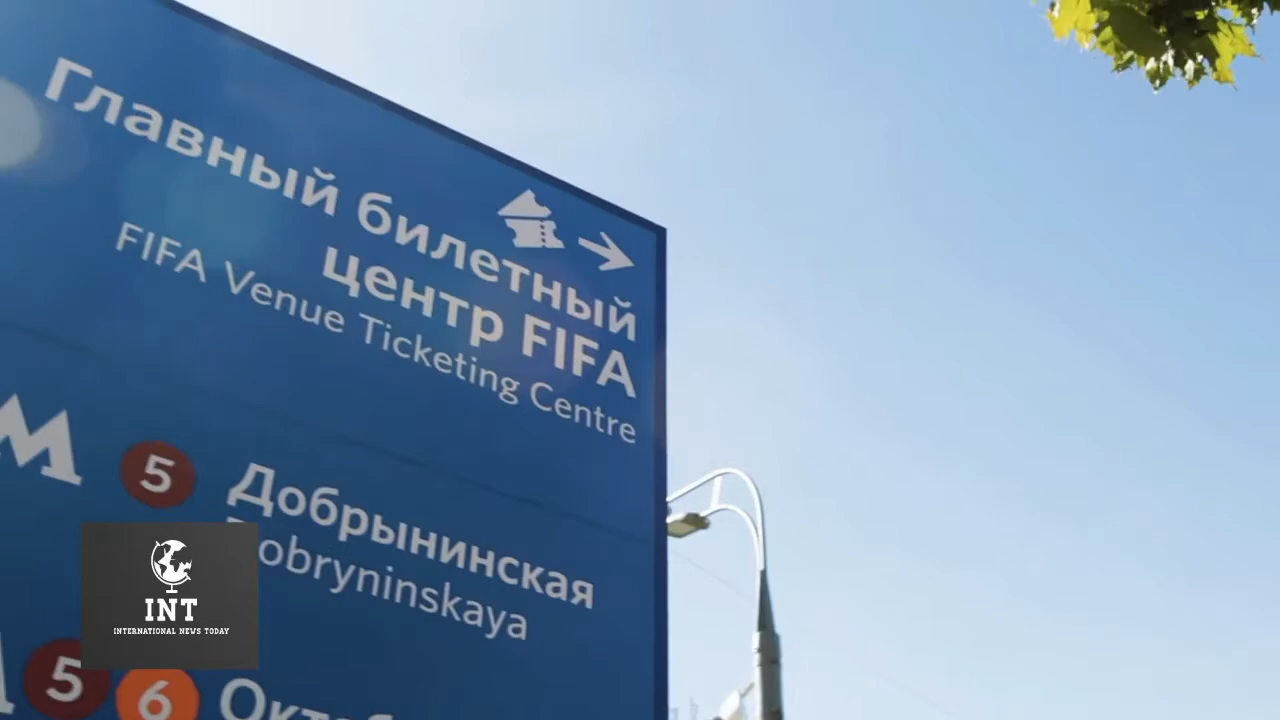 Главный билетный
центр FIFA
FIFA Venue Ticketing Centre
М
5
Добрынинская
obryninskaya
INT
INTERNATIONAL NEWS TODAY
5
6